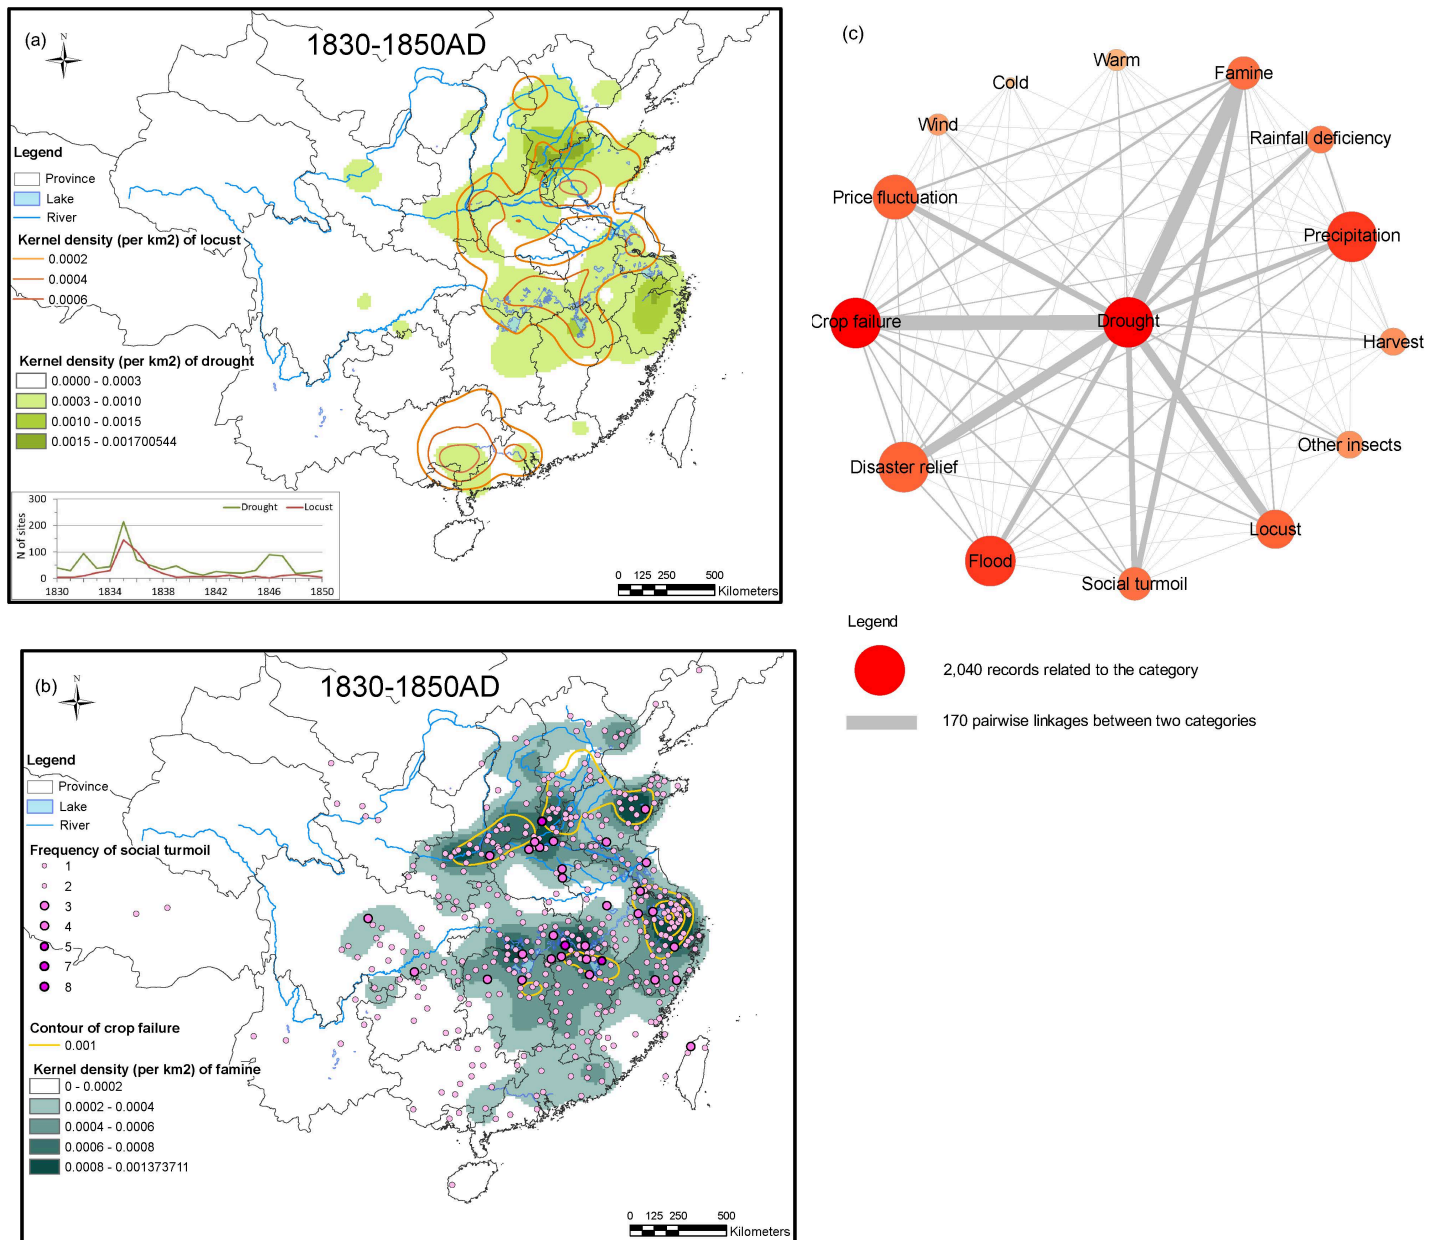 (a)
N
1830-1850AD
Legend
Province
Lake
River
Kernel density (per km2) of locust
0.0002
0.0004
0.0006
Kernel density (per km2) of drought
0.0000 - 0.0003
0.0003 - 0.0010
0.0010 - 0.0015
0.0015 - 0.001700544
N of sites
300
200
100
0
Drought
Locust
1830
1834
1838
1842
1846
1850
0 125 250 500
Kilometers
(b)
N
1830-1850AD
Legend
Province
Lake
River
Frequency of social turmoil
1
2
3
4
5
7
8
Contour of crop failure
0.001
Kernel density (per km2) of famine
0 - 0.0002
0.0002 - 0.0004
0.0004 - 0.0006
0.0006 - 0.0008
0.0008 - 0.001373711
0 125 250 500
Kilometers
(c)
Warm
Famine
Cold
Wind
Rainfall deficiency
Price fluctuation
Precipitation
Crop failure
Drought
Harvest
Other insects
Disaster relief
Locust
Flood
Social turmoil
Legend
2,040 records related to the category
170 pairwise linkages between two categories